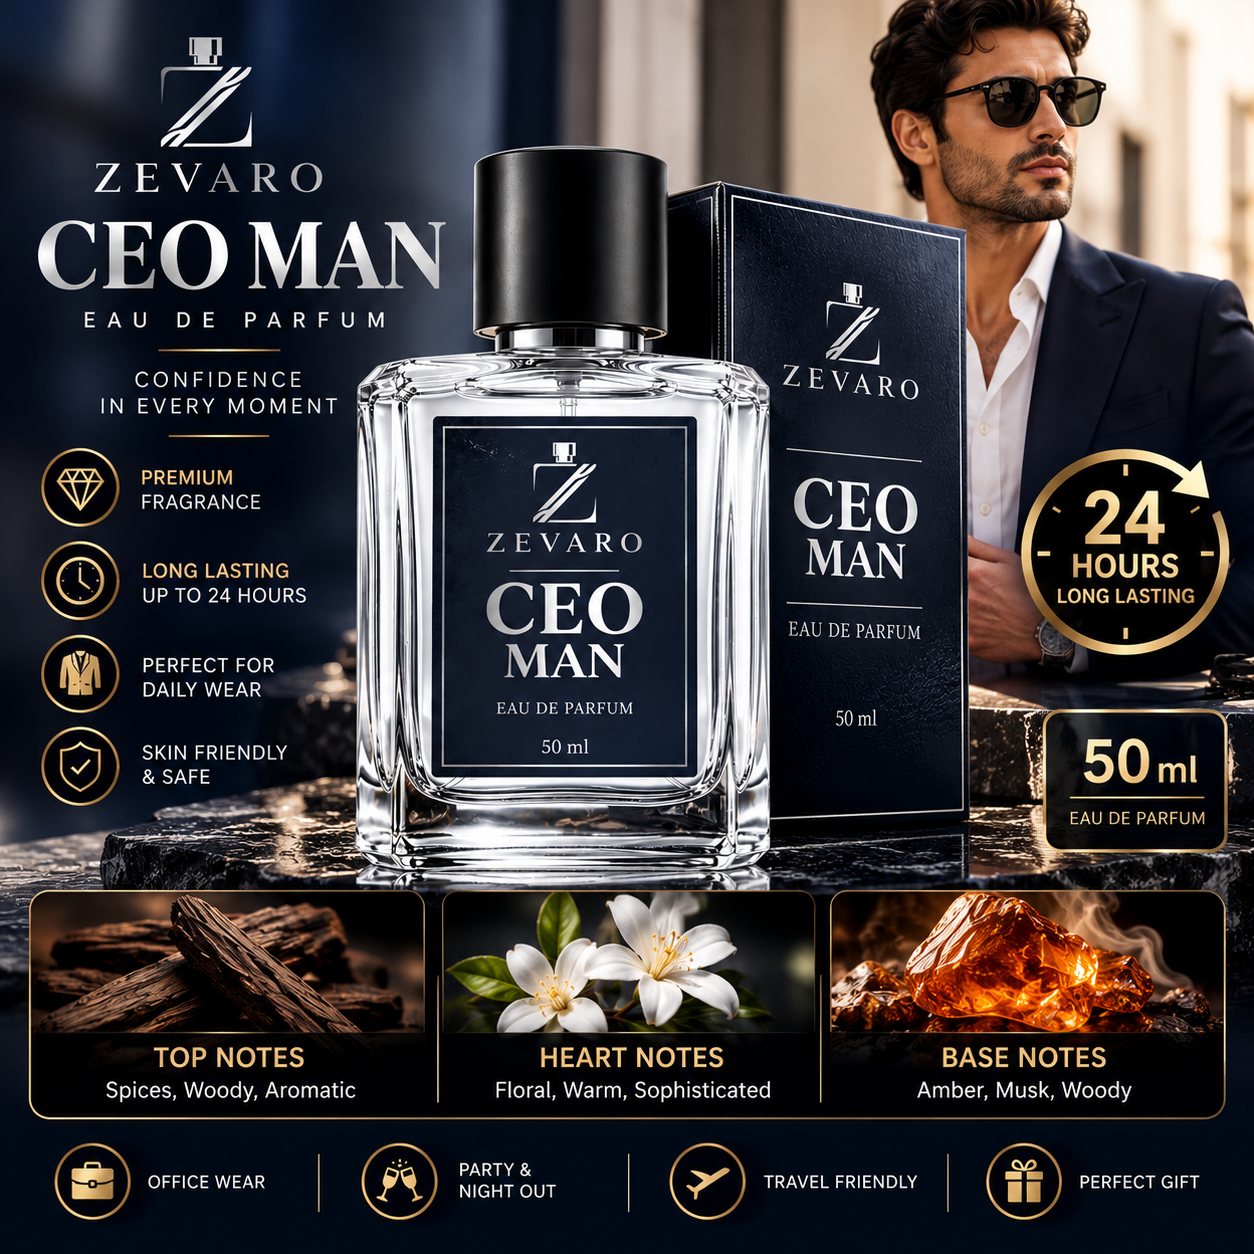 ZEVARO
CEO MAN
EAU DE PARFUM
CONFIDENCE
IN EVERY MOMENT
PREMIUM
FRAGRANCE
LONG LASTING
UP TO 24 HOURS
PERFECT FOR
DAILY WEAR
SKIN FRIENDLY
& SAFE
ZEVARO
CEO
MAN
EAU DE PARFUM
50 ml
ZEVARO
CEO
MAN
EAU DE PARFUM
50 ml
24
HOURS
LONG LASTING
50 ml
EAU DE PARFUM
TOP NOTES
Spices, Woody, Aromatic
HEART NOTES
Floral, Warm, Sophisticated
BASE NOTES
Amber, Musk, Woody
OFFICE WEAR
PARTY &
NIGHT OUT
TRAVEL FRIENDLY
PERFECT GIFT